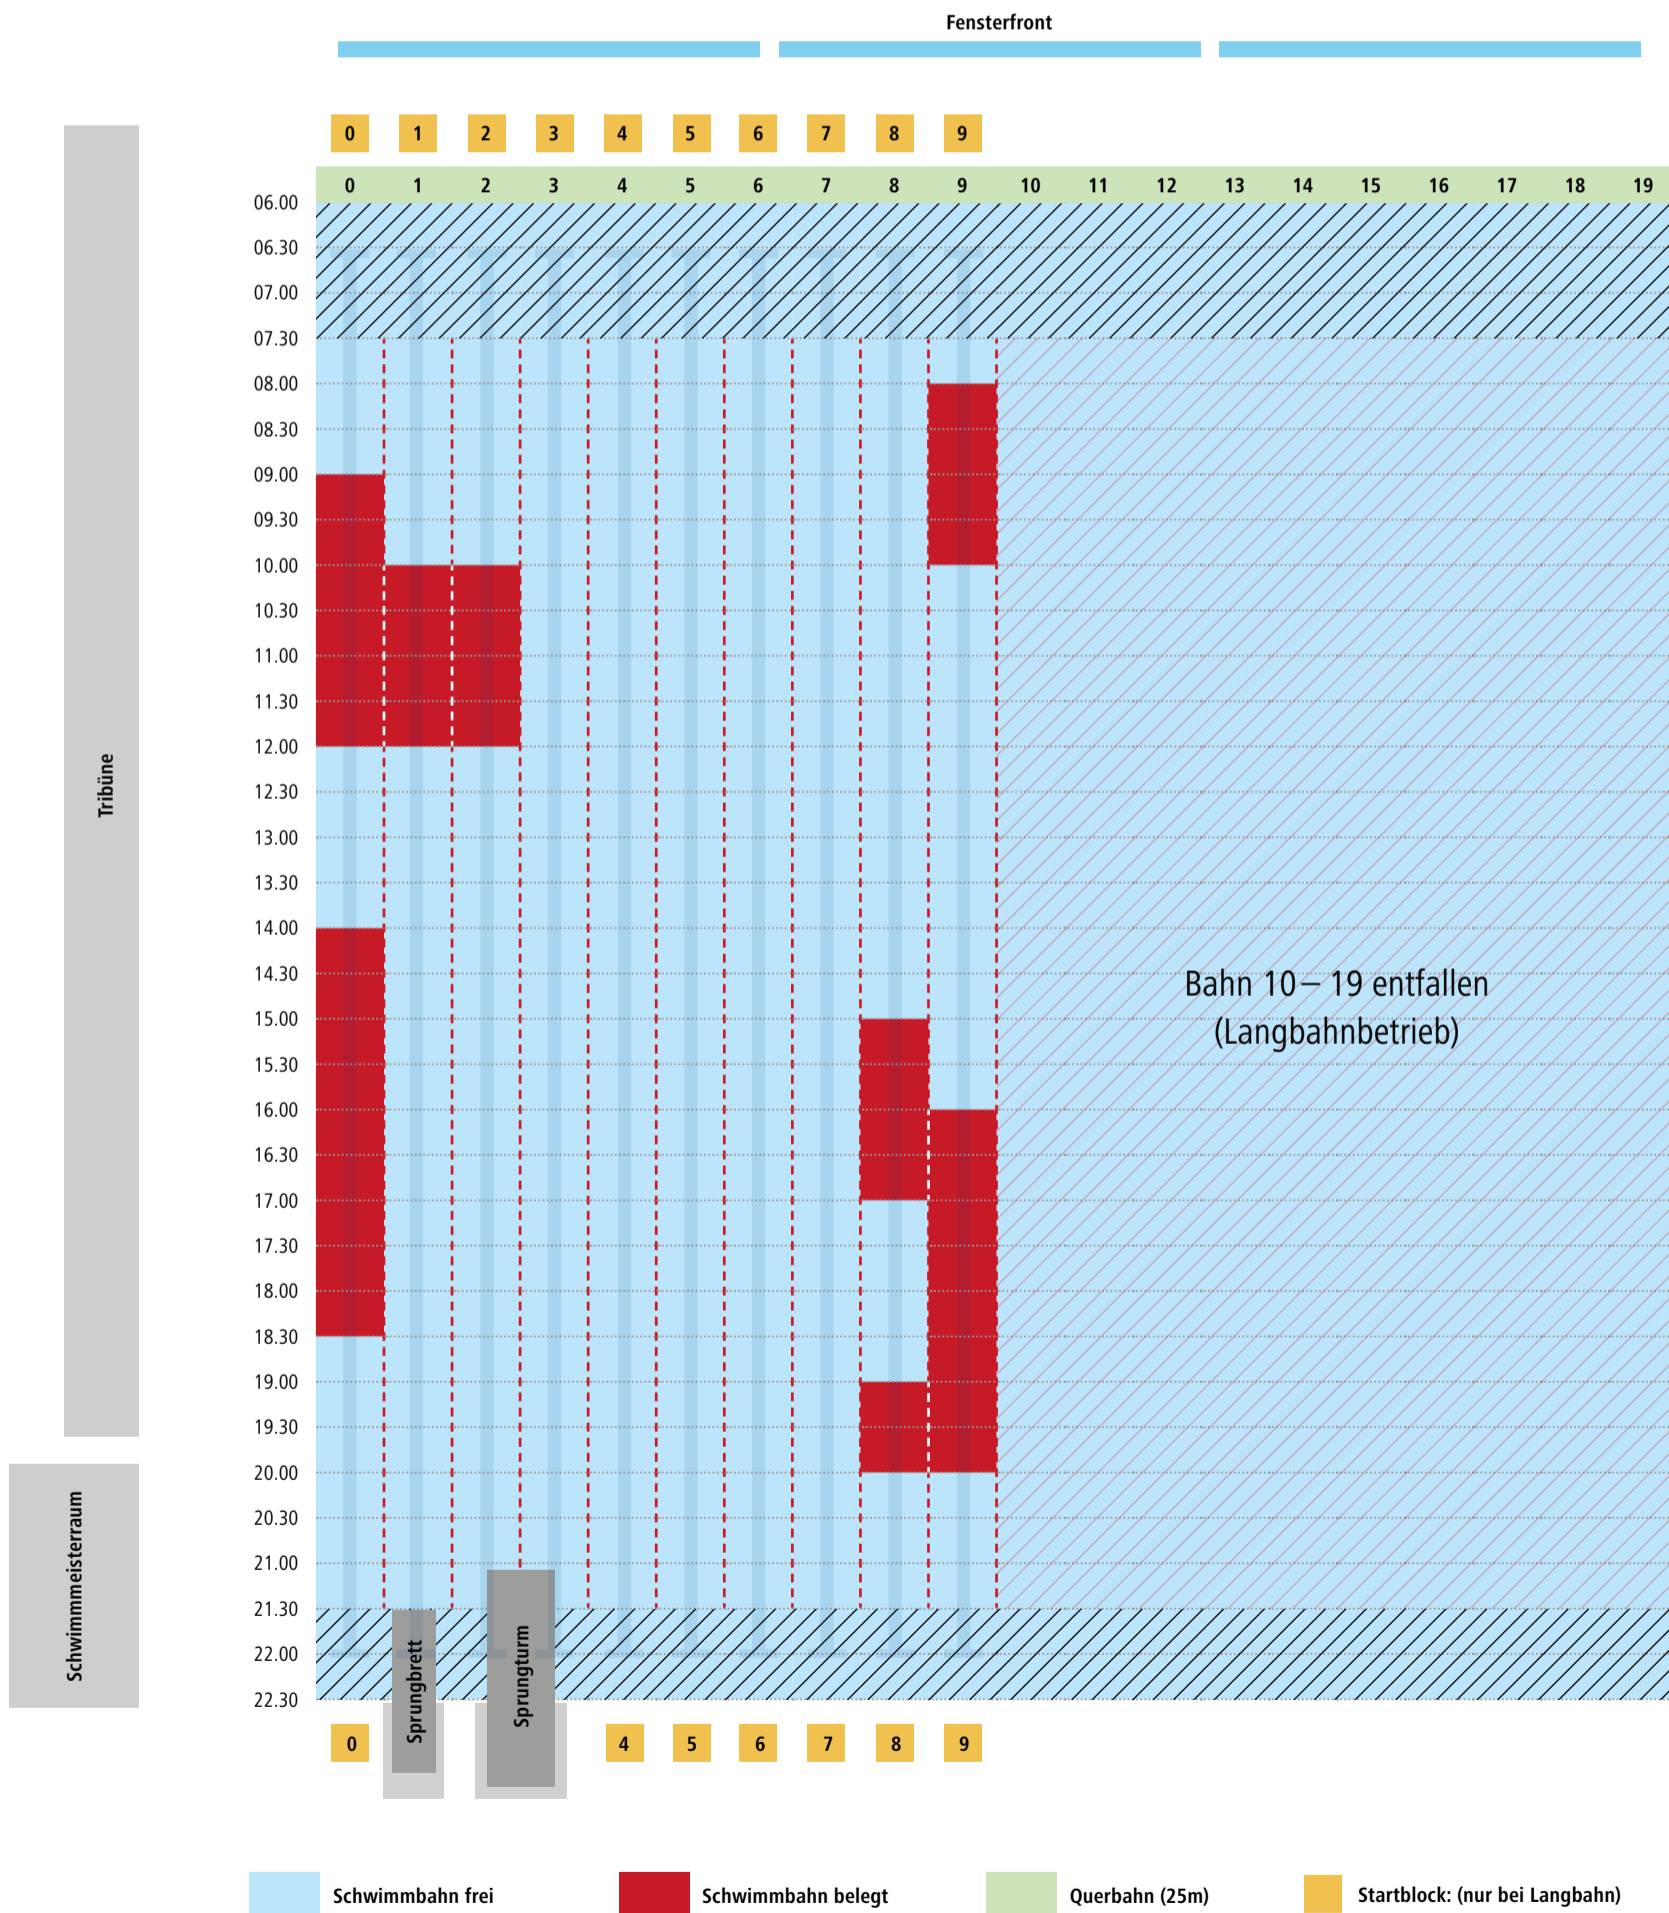 Fensterfront
0 1 2 3 4 5 6 7 8 9
0 1 2 3 4 5 6 7 8 9 10 11 12 13 14 15 16 17 18 19
06.00
06.30
07.00
07.30
08.00
08.30
09.00
09.30
10.00
10.30
11.00
11.30
12.00
12.30
13.00
13.30
14.00
14.30
15.00
15.30
16.00
16.30
17.00
17.30
18.00
18.30
19.00
19.30
20.00
20.30
21.00
21.30
22.00
22.30
Tribüne
Schwimmmeisterraum
Bahn 10 – 19 entfallen
(Langbahnbetrieb)
Sprungbrett
Sprungturm
0 4 5 6 7 8 9
Schwimmbahn frei
Schwimmbahn belegt
Querbahn (25m)
Startblock: (nur bei Langbahn)